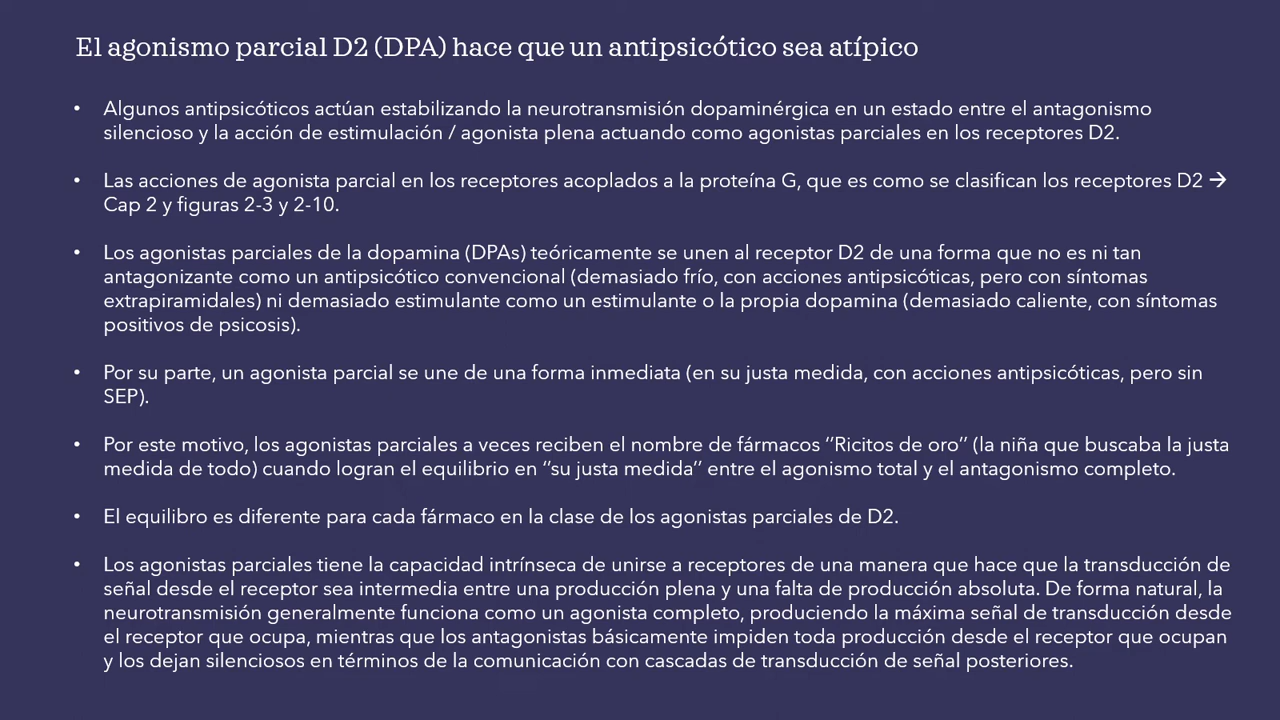 El agonismo parcial D2 (DPA) hace que un antipsicótico sea atípico
• Algunos antipsicóticos actúan estabilizando la neurotransmisión dopaminérgica en un estado entre el antagonismo
silencioso y la acción de estimulación / agonista plena actuando como agonistas parciales en los receptores D2.
• Las acciones de agonista parcial en los receptores acoplados a la proteína G, que es como se clasifican los receptores D2 →
Cap 2 y figuras 2-3 y 2-10.
• Los agonistas parciales de la dopamina (DPAs) teóricamente se unen al receptor D2 de una forma que no es ni tan
antagonizante como un antipsicótico convencional (demasiado frío, con acciones antipsicóticas, pero con síntomas
extrapiramidales) ni demasiado estimulante como un estimulante o la propia dopamina (demasiado caliente, con síntomas
positivos de psicosis).
• Por su parte, un agonista parcial se une de una forma inmediata (en su justa medida, con acciones antipsicóticas, pero sin
SEP).
• Por este motivo, los agonistas parciales a veces reciben el nombre de fármacos ‘’Ricitos de oro’’ (la niña que buscaba la justa
medida de todo) cuando logran el equilibrio en ‘’su justa medida’’ entre el agonismo total y el antagonismo completo.
• El equilibro es diferente para cada fármaco en la clase de los agonistas parciales de D2.
• Los agonistas parciales tiene la capacidad intrínseca de unirse a receptores de una manera que hace que la transducción de
señal desde el receptor sea intermedia entre una producción plena y una falta de producción absoluta. De forma natural, la
neurotransmisión generalmente funciona como un agonista completo, produciendo la máxima señal de transducción desde
el receptor que ocupa, mientras que los antagonistas básicamente impiden toda producción desde el receptor que ocupan
y los dejan silenciosos en términos de la comunicación con cascadas de transducción de señal posteriores.